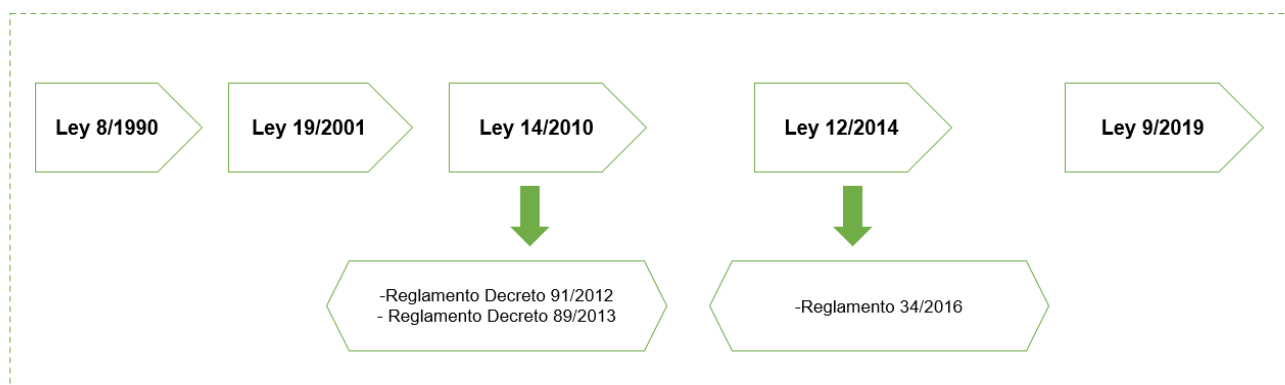 Ley 8/1990
Ley 19/2001
Ley 14/2010
Ley 12/2014
Ley 9/2019
-Reglamento Decreto 91/2012
- Reglamento Decreto 89/2013
-Reglamento 34/2016